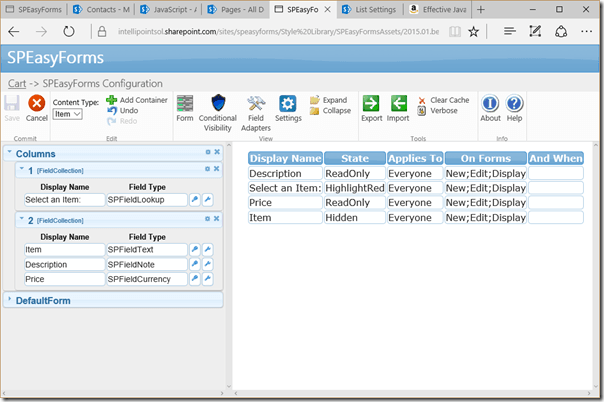 SPEasyForms
Contacts - M
JavaScript - A
Pages - All D
SPEasyFo
List Settings
Effective Java
intellipointsol.sharepoint.com/sites/speasyforms/Style%20Library/SPEasyFormsAssets/2015.01.be
SPEasyForms
Cart -> SPEasyForms Configuration
Save
Cancel
Commit
Content Type:
Item
Add Container
Undo
Redo
Edit
Form
Conditional Visibility
Field Adapters
Settings
Expand
Collapse
View
Export
Import
Clear Cache
Verbose
Tools
About
Help
Info
Columns
1 [FieldCollection]
Display Name Field Type
Select an Item: SPFieldLookup
2 [FieldCollection]
Display Name Field Type
Item SPFieldText
Description SPFieldNote
Price SPFieldCurrency
DefaultForm
Display Name State Applies To On Forms And When
Description ReadOnly Everyone New;Edit;Display
Select an Item: HighlightRed Everyone New;Edit;Display
Price ReadOnly Everyone New;Edit;Display
Item Hidden Everyone New;Edit;Display